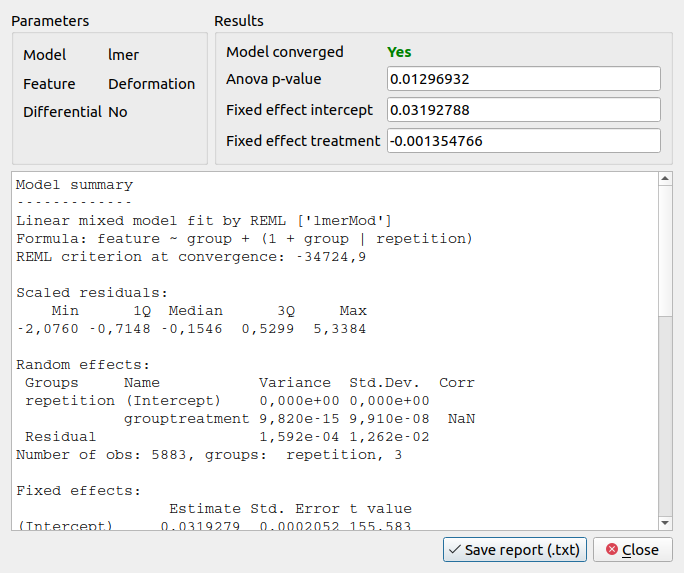 Parameters
Model lmer
Feature Deformation
Differential No
Results
Model converged Yes
Anova p-value 0.01296932
Fixed effect intercept 0.03192788
Fixed effect treatment -0.001354766
Model summary
-------------
Linear mixed model fit by REML ['lmerMod']
Formula: feature ~ group + (1 + group | repetition)
REML criterion at convergence: -34724,9
Scaled residuals:
Min 1Q Median 3Q Max
-2,0760 -0,7148 -0,1546 0,5299 5,3384
Random effects:
Groups Name Variance Std.Dev. Corr
repetition (Intercept) 0,000e+00 0,000e+00
grouptreatment 9,820e-15 9,910e-08 NaN
Residual 1,592e-04 1,262e-02
Number of obs: 5883, groups: repetition, 3
Fixed effects:
Estimate Std. Error t value
(Intercept) 0,0319279 0,0002052 155,583
Save report (.txt)
Close